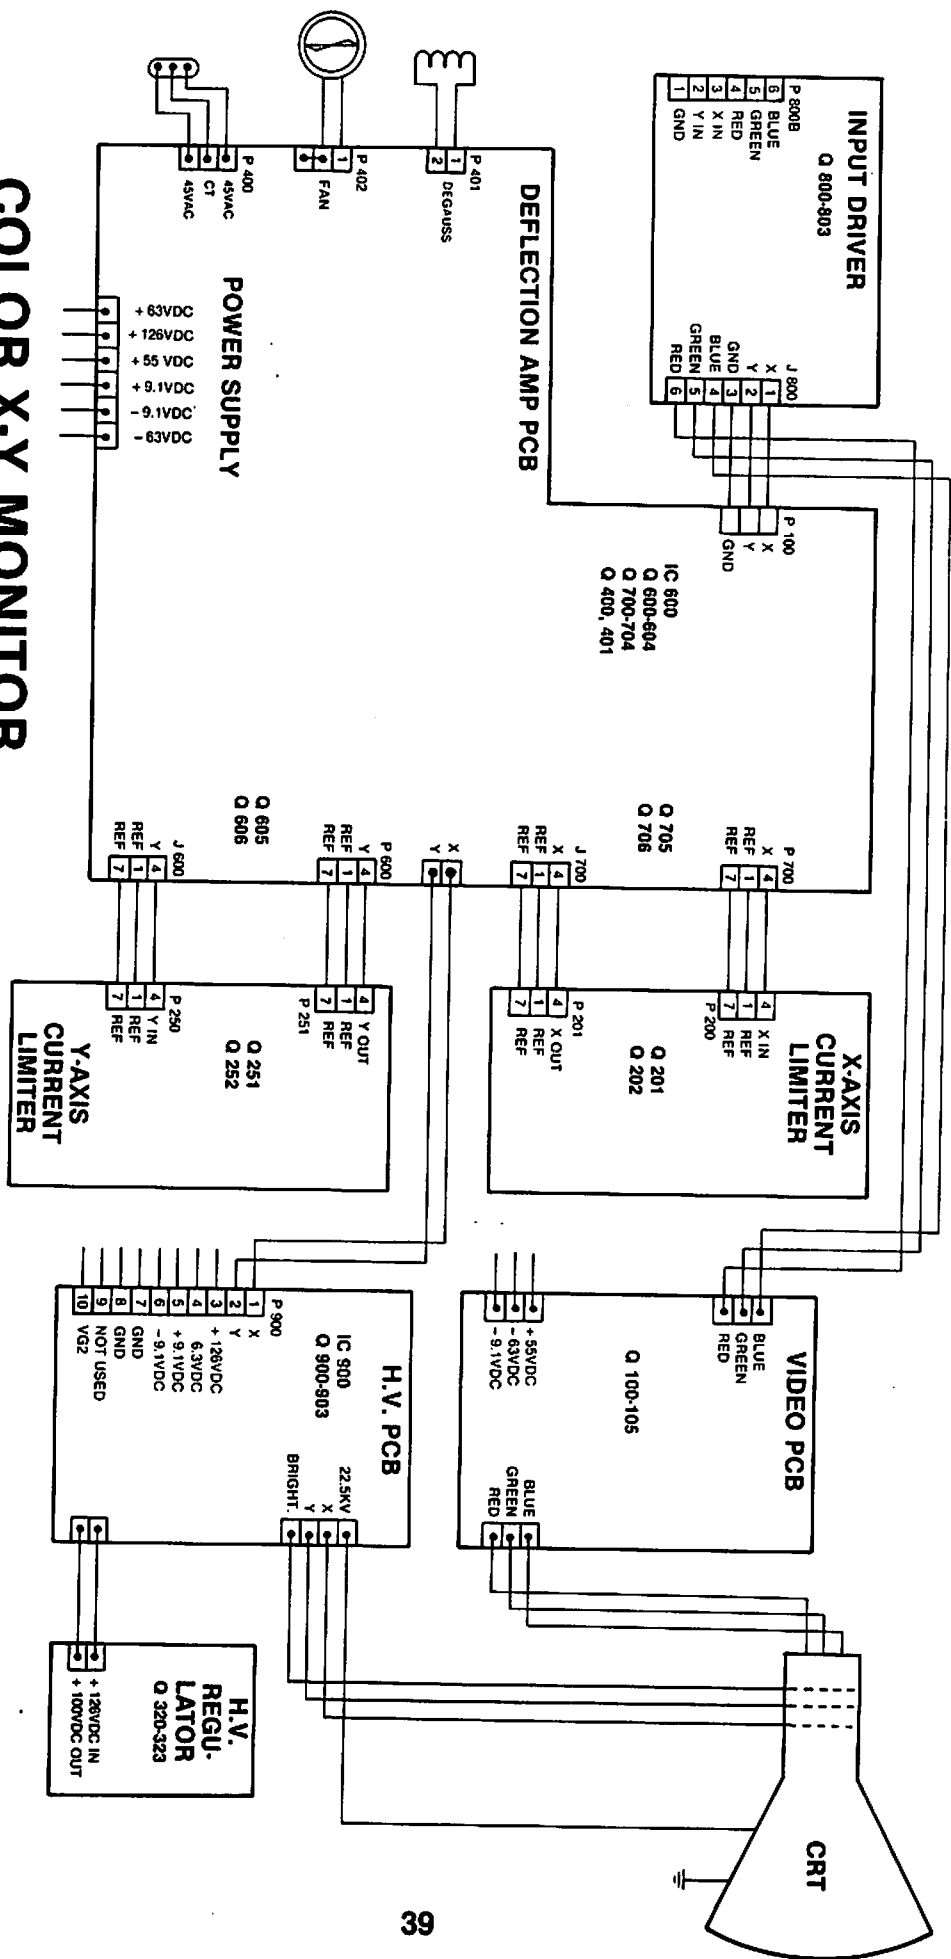 INPUT DRIVER
Q 800-803
P 800B
6 BLUE
5 GREEN
4 RED
3 X IN
2 Y IN
1 GND
J 800
X 1
Y 2
GND 3
BLUE 4
GREEN 5
RED 6
DEFLECTION AMP PCB
P 401
1
2
DEGAUSS
P 402
1
FAN
P 400
45VAC
CT
45VAC
POWER SUPPLY
+ 63VDC
+ 126VDC
+ 55 VDC
+ 9.1VDC
- 9.1VDC
- 63VDC
P 100
X
Y
GND
IC 600
Q 600-604
Q 700-704
Q 400, 401
Q 705
Q 706
P 700
X 4
REF 1
REF 7
J 700
X 4
REF 1
REF 7
X
Y
Q 605
Q 606
P 600
Y 4
REF 1
REF 7
J 600
Y 4
REF 1
REF 7
X-AXIS
CURRENT
LIMITER
4 X IN
1 REF
7 REF
P 200
Q 201
Q 202
P 201
4 X OUT
1 REF
7 REF
Y-AXIS
CURRENT
LIMITER
4 Y OUT
1 REF
7 REF
P 251
Q 251
Q 252
P 250
4 Y IN
1 REF
7 REF
VIDEO PCB
BLUE
GREEN
RED
Q 100-105
+ 55VDC
- 63VDC
- 9.1VDC
BLUE
GREEN
RED
H.V. PCB
IC 900
Q 900-903
P 900
1 X
2 Y
3 + 126VDC
4 6.3VDC
5 + 9.1VDC
6 - 9.1VDC
7 GND
8 GND
9 NOT USED
10 VG2
22.5KV
X
Y
BRIGHT.
H.V.
REGU-
LATOR
Q 320-323
+ 126VDC IN
+ 100VDC OUT
CRT
COLOR X-Y MONITOR
39